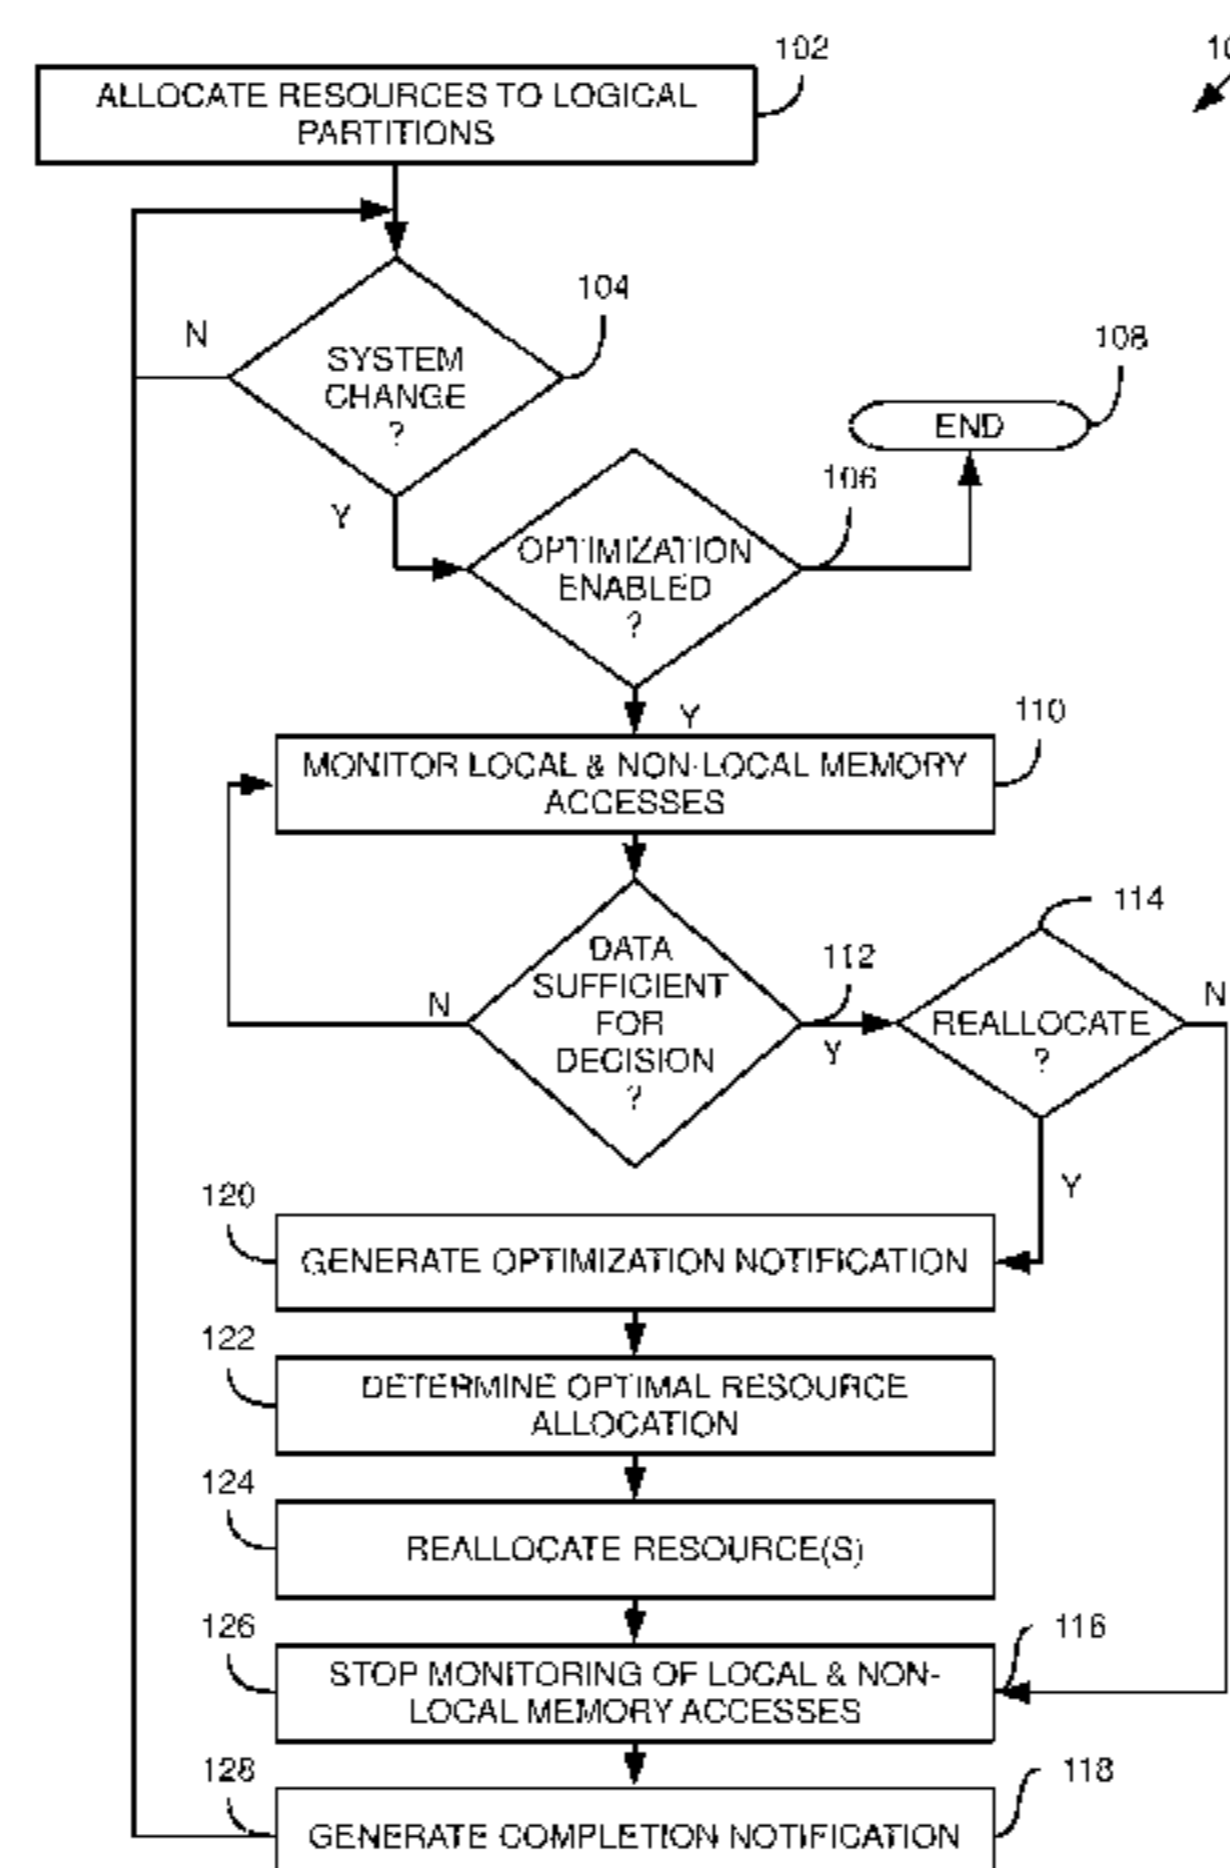 102
10
ALLOCATE RESOURCES TO LOGICAL
PARTITIONS
104
N
SYSTEM
CHANGE
?
108
END
Y
106
OPTIMIZATION
ENABLED
?
Y
110
MONITOR LOCAL & NON-LOCAL MEMORY
ACCESSES
114
DATA
SUFFICIENT
FOR
DECISION
?
112
N
Y
REALLOCATE
?
N
Y
120
GENERATE OPTIMIZATION NOTIFICATION
122
DETERMINE OPTIMAL RESOURCE
ALLOCATION
124
REALLOCATE RESOURCE(S)
126
116
STOP MONITORING OF LOCAL & NON-
LOCAL MEMORY ACCESSES
128
118
GENERATE COMPLETION NOTIFICATION